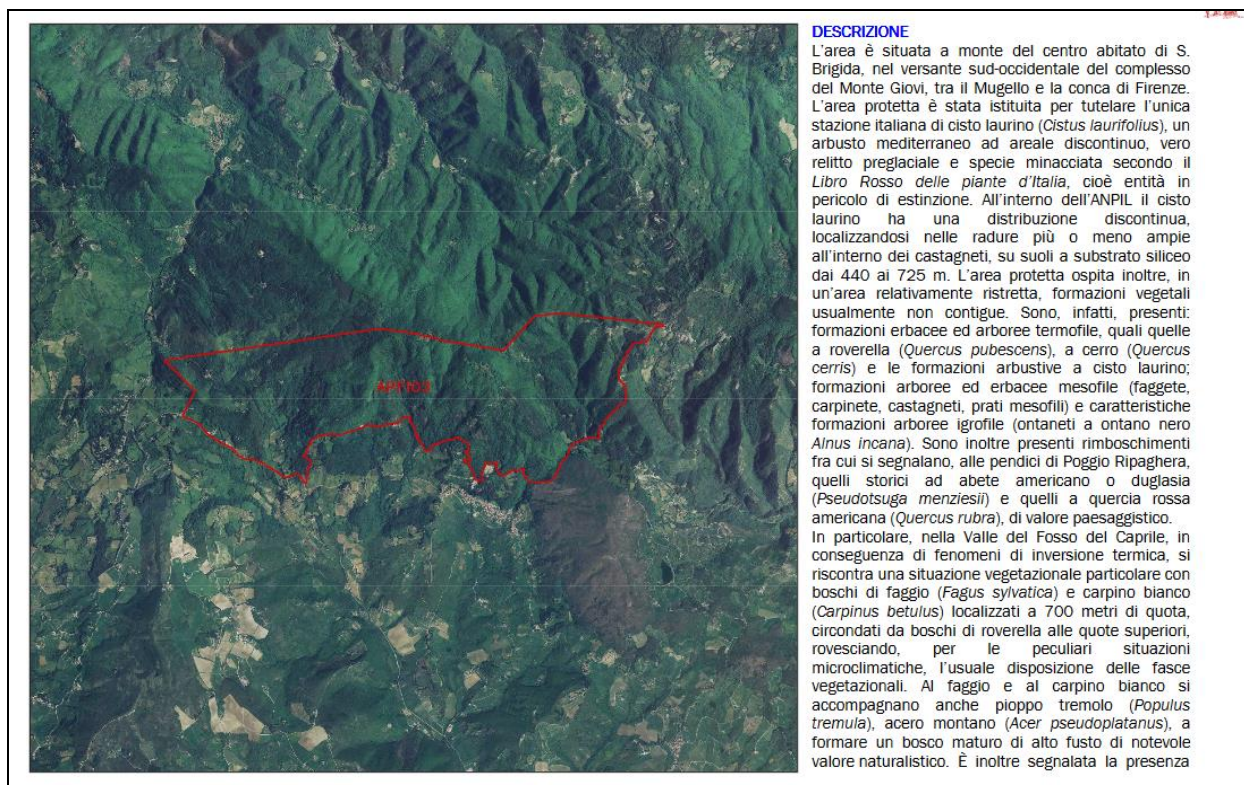 DESCRIZIONE
L’area è situata a monte del centro abitato di S.
Brigida, nel versante sud-occidentale del complesso
del Monte Giovi, tra il Mugello e la conca di Firenze.
L’area protetta è stata istituita per tutelare l’unica
stazione italiana di cisto laurino (Cistus laurifolius), un
arbusto mediterraneo ad areale discontinuo, vero
relitto preglaciale e specie minacciata secondo il
Libro Rosso delle piante d’Italia, cioè entità in
pericolo di estinzione. All’interno dell’ANPIL il cisto
laurino ha una distribuzione discontinua,
localizzandosi nelle radure più o meno ampie
all’interno dei castagneti, su suoli a substrato siliceo
dai 440 ai 725 m. L’area protetta ospita inoltre, in
un’area relativamente ristretta, formazioni vegetali
usualmente non contigue. Sono, infatti, presenti:
formazioni erbacee ed arboree termofile, quali quelle
a roverella (Quercus pubescens), a cerro (Quercus
cerris) e le formazioni arbustive a cisto laurino;
formazioni arboree ed erbacee mesofile (faggete,
carpinete, castagneti, prati mesofili) e caratteristiche
formazioni arboree igrofile (ontaneti a ontano nero
Alnus incana). Sono inoltre presenti rimboschimenti
fra cui si segnalano, alle pendici di Poggio Ripaghera,
quelli storici ad abete americano o duglasia
(Pseudotsuga menziesii) e quelli a quercia rossa
americana (Quercus rubra), di valore paesaggistico.
In particolare, nella Valle del Fosso del Caprile, in
conseguenza di fenomeni di inversione termica, si
riscontra una situazione vegetazionale particolare con
boschi di faggio (Fagus sylvatica) e carpino bianco
(Carpinus betulus) localizzati a 700 metri di quota,
circondati da boschi di roverella alle quote superiori,
rovesciando, per le peculiari situazioni
microclimatiche, l’usuale disposizione delle fasce
vegetazionali. Al faggio e al carpino bianco si
accompagnano anche pioppo tremolo (Populus
tremula), acero montano (Acer pseudoplatanus), a
formare un bosco maturo di alto fusto di notevole
valore naturalistico. È inoltre segnalata la presenza